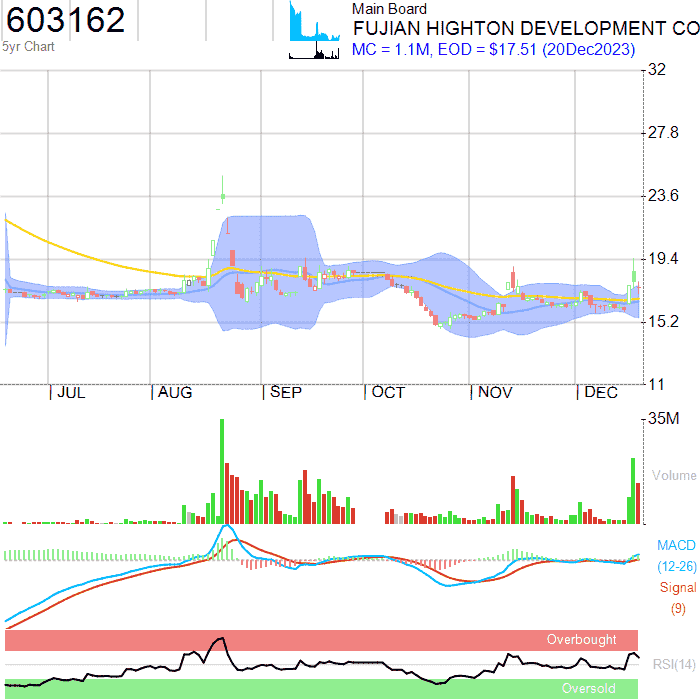 603162
5yr Chart
Main Board
FUJIAN HIGHTON DEVELOPMENT CO
MC = 1.1M, EOD = $17.51 (20Dec2023)
32
27.8
23.6
19.4
15.2
11
JUL
AUG
SEP
OCT
NOV
DEC
35M
Volume
MACD
(12-26)
Signal
(9)
Overbought
RSI(14)
Oversold